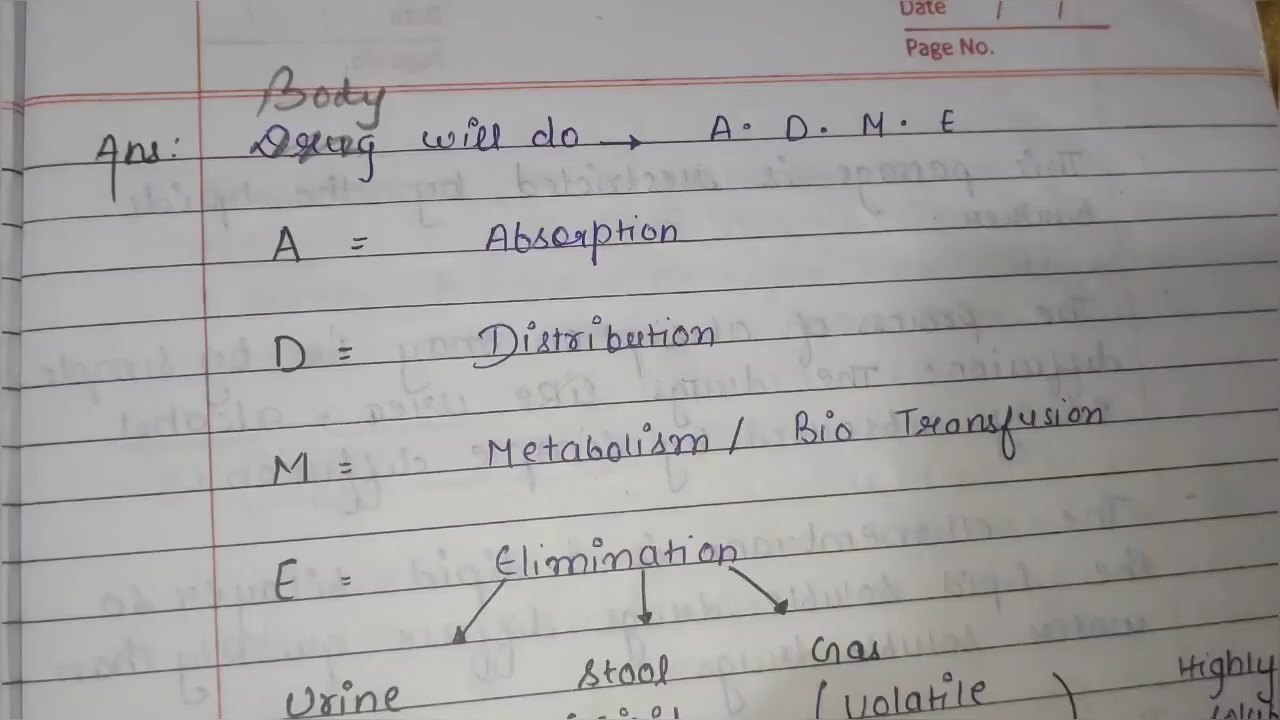 Date / /
Page No.
Body
Ans: Drug will do → A. D. M. E
A = Absorption
D = Distribution
M = Metabolism / Bio Transfusion
E = Elimination
Urine Stool Gas Highly
(Volatile )